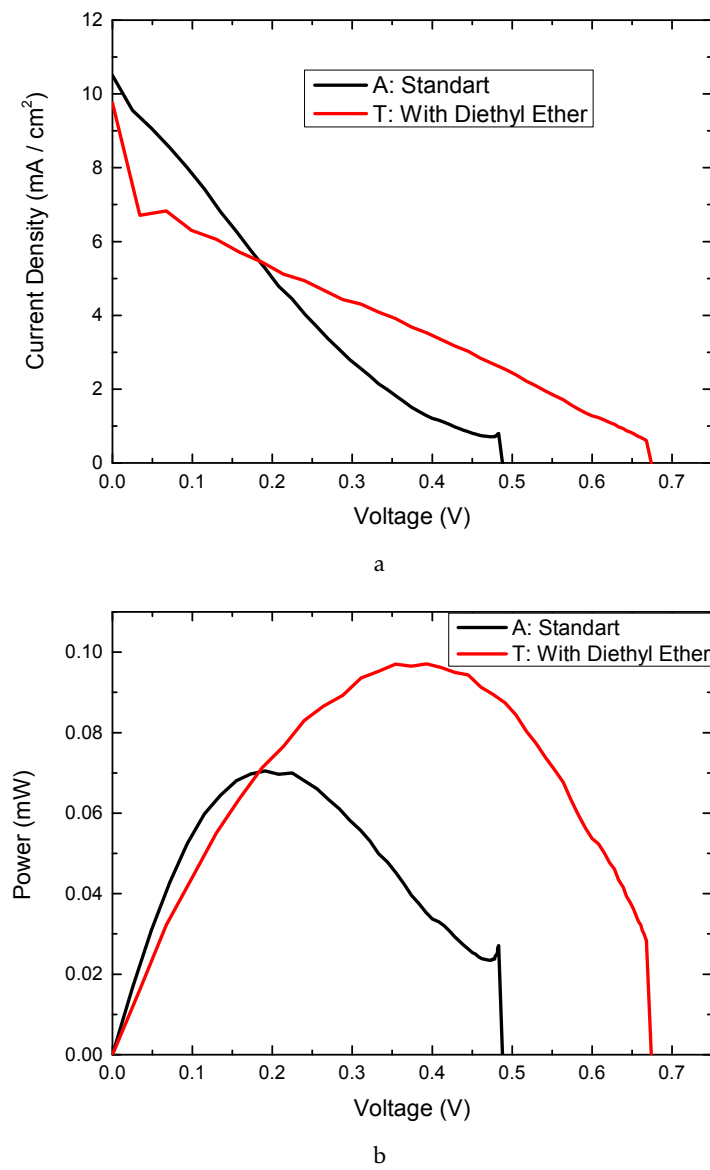 12
10
8
6
4
2
0
Current Density (mA / cm²)
A: Standart
T: With Diethyl Ether
0.0 0.1 0.2 0.3 0.4 0.5 0.6 0.7
Voltage (V)
a
0.10
0.08
0.06
0.04
0.02
0.00
Power (mW)
A: Standart
T: With Diethyl Ether
0.0 0.1 0.2 0.3 0.4 0.5 0.6 0.7
Voltage (V)
b